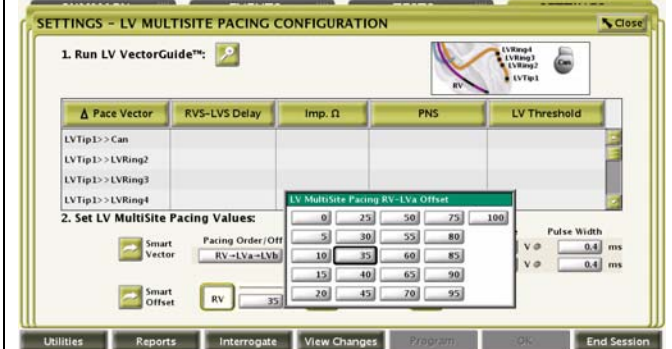 SETTINGS - LV MULTISITE PACING CONFIGURATION
Close
1. Run LV VectorGuide™:
LVRing4
LVRing3
LVRing2
LVTip1
RV
Can
Δ Pace Vector RVS-LVS Delay Imp. Ω PNS LV Threshold
LVTip1>>Can
LVTip1>>LVRing2
LVTip1>>LVRing3
LVTip1>>LVRing4
LV MultiSite Pacing RV-LVa Offset
0 25 50 75 100
5 30 55 80
10 35 60 85
15 40 65 90
20 45 70 95
2. Set LV MultiSite Pacing Values:
Pacing Order/Off
Pulse Width
Smart Vector
RV→LVa→LVb
V @ 0.4 ms
V @ 0.4 ms
Smart Offset
RV 35
Utilities Reports Interrogate View Changes Program OK End Session